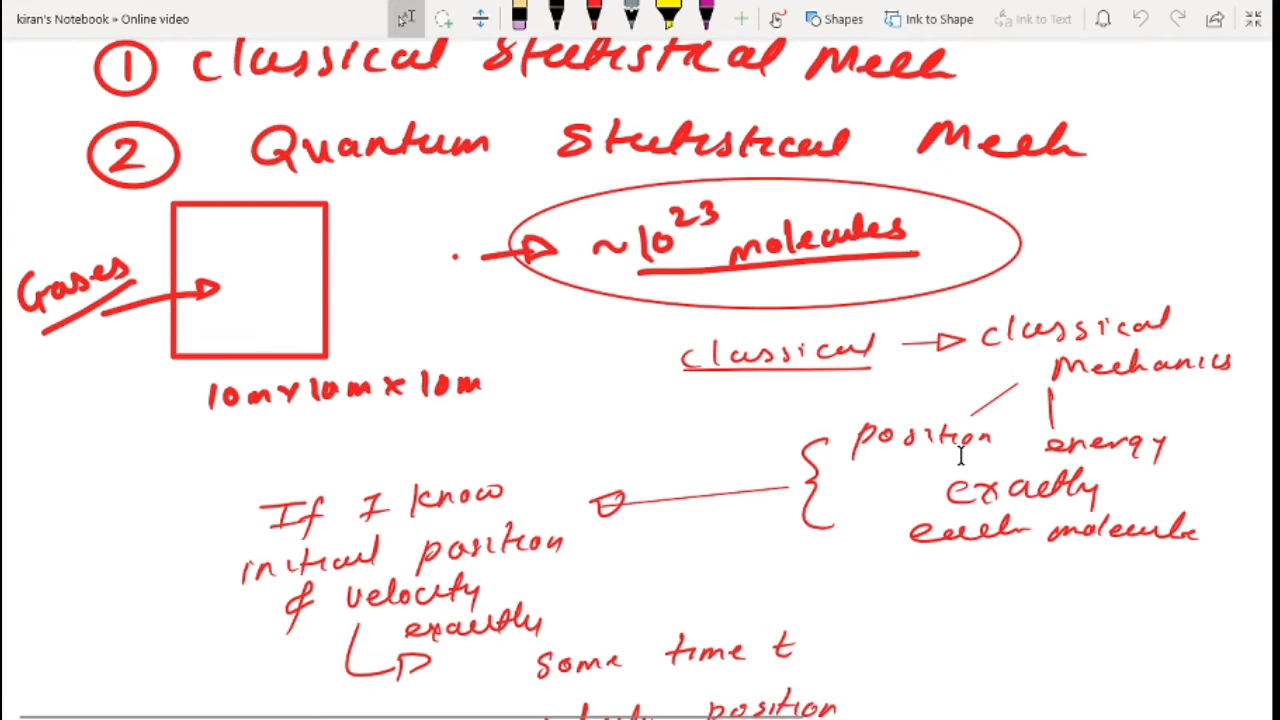 kiran's Notebook » Online video
Shapes
Ink to Shape
Ink to Text
① Classical Statistical Mech
② Quantum Statistical Mech
Gases
~10²³ molecules
10m x 10m x 10m
Classical → Classical Mechanics
position energy
exactly
each molecule
If I know
initial position
& velocity
exactly
some time t
position